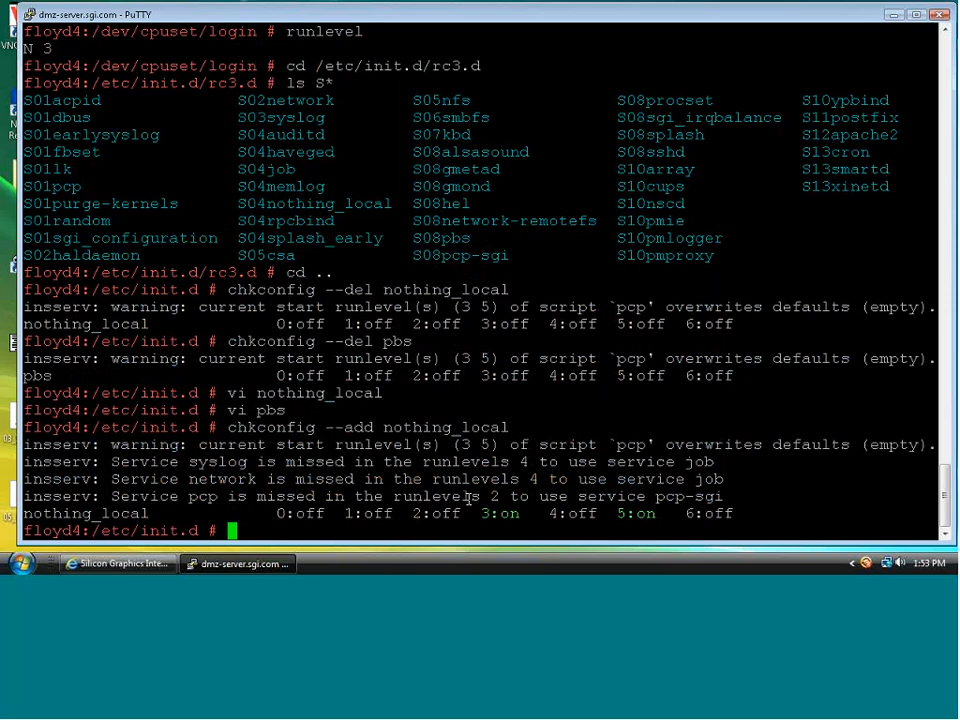 dmz-server.sgi.com - PuTTY
floyd4:/dev/cpuset/login # runlevel
N 3
floyd4:/dev/cpuset/login # cd /etc/init.d/rc3.d
floyd4:/etc/init.d/rc3.d # ls S*
S01acpid S02network S05nfs S08procset S10ypbind
S01dbus S03syslog S06smbfs S08sgi_irqbalance S11postfix
S01earlysyslog S04auditd S07kbd S08splash S12apache2
S01fbset S04haveged S08alsasound S08sshd S13cron
S01lk S04job S08gmetad S10array S13smartd
S01pcp S04memlog S08gmond S10cups S13xinetd
S01purge-kernels S04nothing_local S08hel S10nscd
S01random S04rpcbind S08network-remotefs S10pmie
S01sgi_configuration S04splash_early S08pbs S10pmlogger
S02haldaemon S05csa S08pcp-sgi S10pmproxy
floyd4:/etc/init.d/rc3.d # cd ..
floyd4:/etc/init.d # chkconfig --del nothing_local
insserv: warning: current start runlevel(s) (3 5) of script `pcp' overwrites defaults (empty).
nothing_local 0:off 1:off 2:off 3:off 4:off 5:off 6:off
floyd4:/etc/init.d # chkconfig --del pbs
insserv: warning: current start runlevel(s) (3 5) of script `pcp' overwrites defaults (empty).
pbs 0:off 1:off 2:off 3:off 4:off 5:off 6:off
floyd4:/etc/init.d # vi nothing_local
floyd4:/etc/init.d # vi pbs
floyd4:/etc/init.d # chkconfig --add nothing_local
insserv: warning: current start runlevel(s) (3 5) of script `pcp' overwrites defaults (empty).
insserv: Service syslog is missed in the runlevels 4 to use service job
insserv: Service network is missed in the runlevels 4 to use service job
insserv: Service pcp is missed in the runlevels 2 to use service pcp-sgi
nothing_local 0:off 1:off 2:off 3:on 4:off 5:on 6:off
floyd4:/etc/init.d #
Silicon Graphics Inte... dmz-server.sgi.com ... 1:53 PM